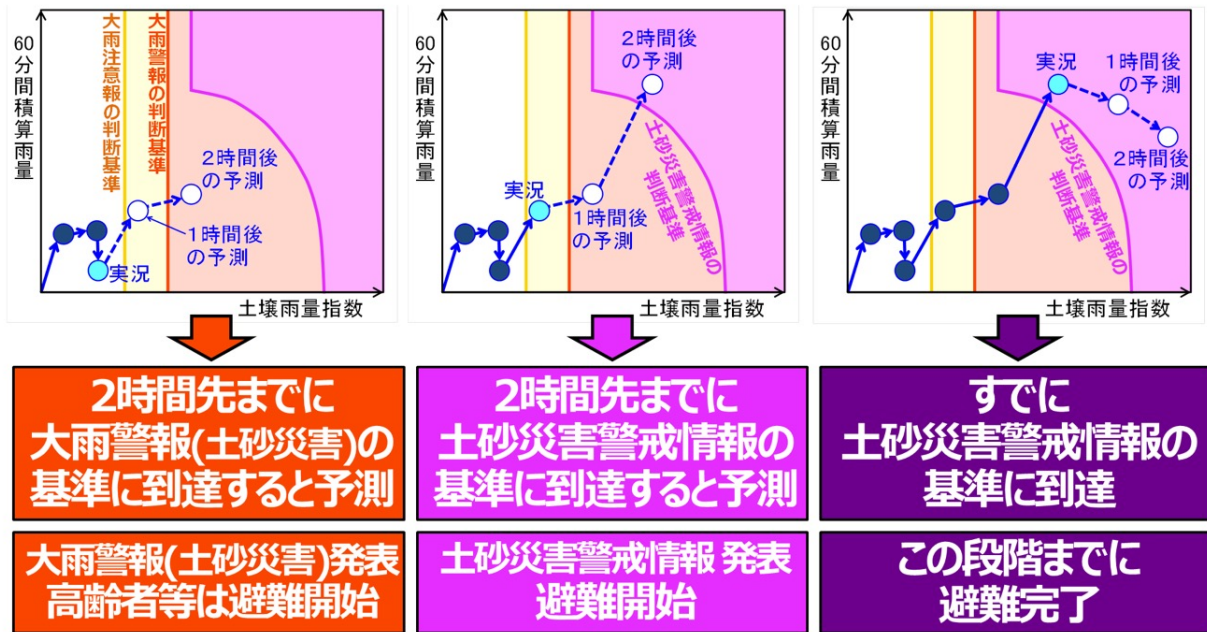 60分間積算雨量
大雨注意報の判断基準
大雨警報の判断基準
2時間後
の予測
1時間後
の予測
実況
土壌雨量指数
60分間積算雨量
2時間後
の予測
実況
1時間後
の予測
土砂災害警戒情報の
判断基準
土壌雨量指数
60分間積算雨量
実況
1時間後
の予測
2時間後
の予測
土砂災害警戒情報の
判断基準
土壌雨量指数
2時間先までに
大雨警報(土砂災害)の
基準に到達すると予測
大雨警報(土砂災害)発表
高齢者等は避難開始
2時間先までに
土砂災害警戒情報の
基準に到達すると予測
土砂災害警戒情報 発表
避難開始
すでに
土砂災害警戒情報の
基準に到達
この段階までに
避難完了